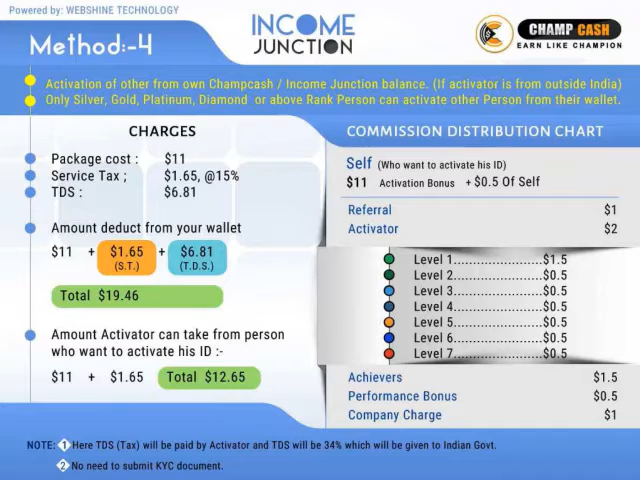 Powered by: WEBSHINE TECHNOLOGY
Method:-4
INCOME
JUNCTION
CHAMP CASH
EARN LIKE CHAMPION
Activation of other from own Champcash / Income Junction balance. (If activator is from outside India)
Only Silver, Gold, Platinum, Diamond or above Rank Person can activate other Person from their wallet.
CHARGES
Package cost : $11
Service Tax ; $1.65, @15%
TDS : $6.81
Amount deduct from your wallet
$11 + $1.65 + $6.81
(S.T.) (T.D.S.)
Total $19.46
Amount Activator can take from person
who want to activate his ID :-
$11 + $1.65 Total $12.65
COMMISSION DISTRIBUTION CHART
Self (Who want to activate his ID)
$11 Activation Bonus + $0.5 Of Self
Referral $1
Activator $2
Level 1.......................$1.5
Level 2.......................$0.5
Level 3.......................$0.5
Level 4.......................$0.5
Level 5.......................$0.5
Level 6.......................$0.5
Level 7.......................$0.5
Achievers $1.5
Performance Bonus $0.5
Company Charge $1
NOTE: 1 Here TDS (Tax) will be paid by Activator and TDS will be 34% which will be given to Indian Govt.
2 No need to submit KYC document.